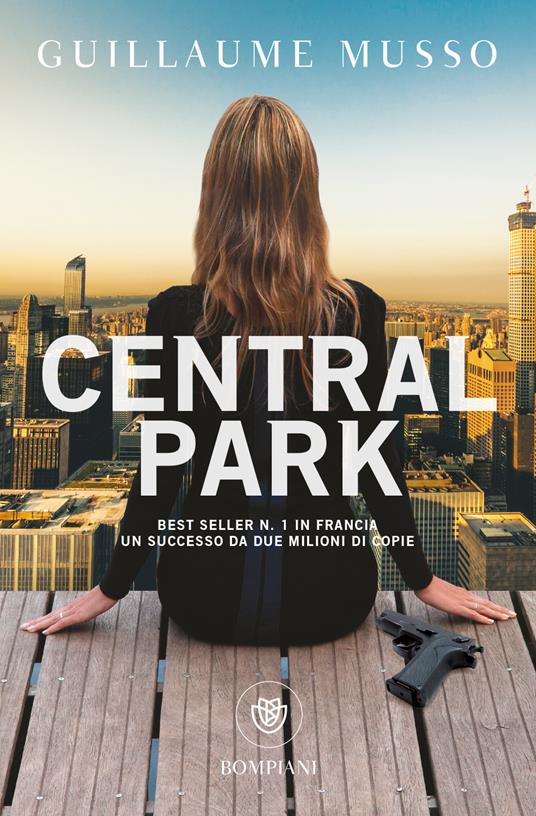 GUILLAUME MUSSO
CENTRAL
PARK
BEST SELLER N. 1 IN FRANCIA
UN SUCCESSO DA DUE MILIONI DI COPIE
BOMPIANI